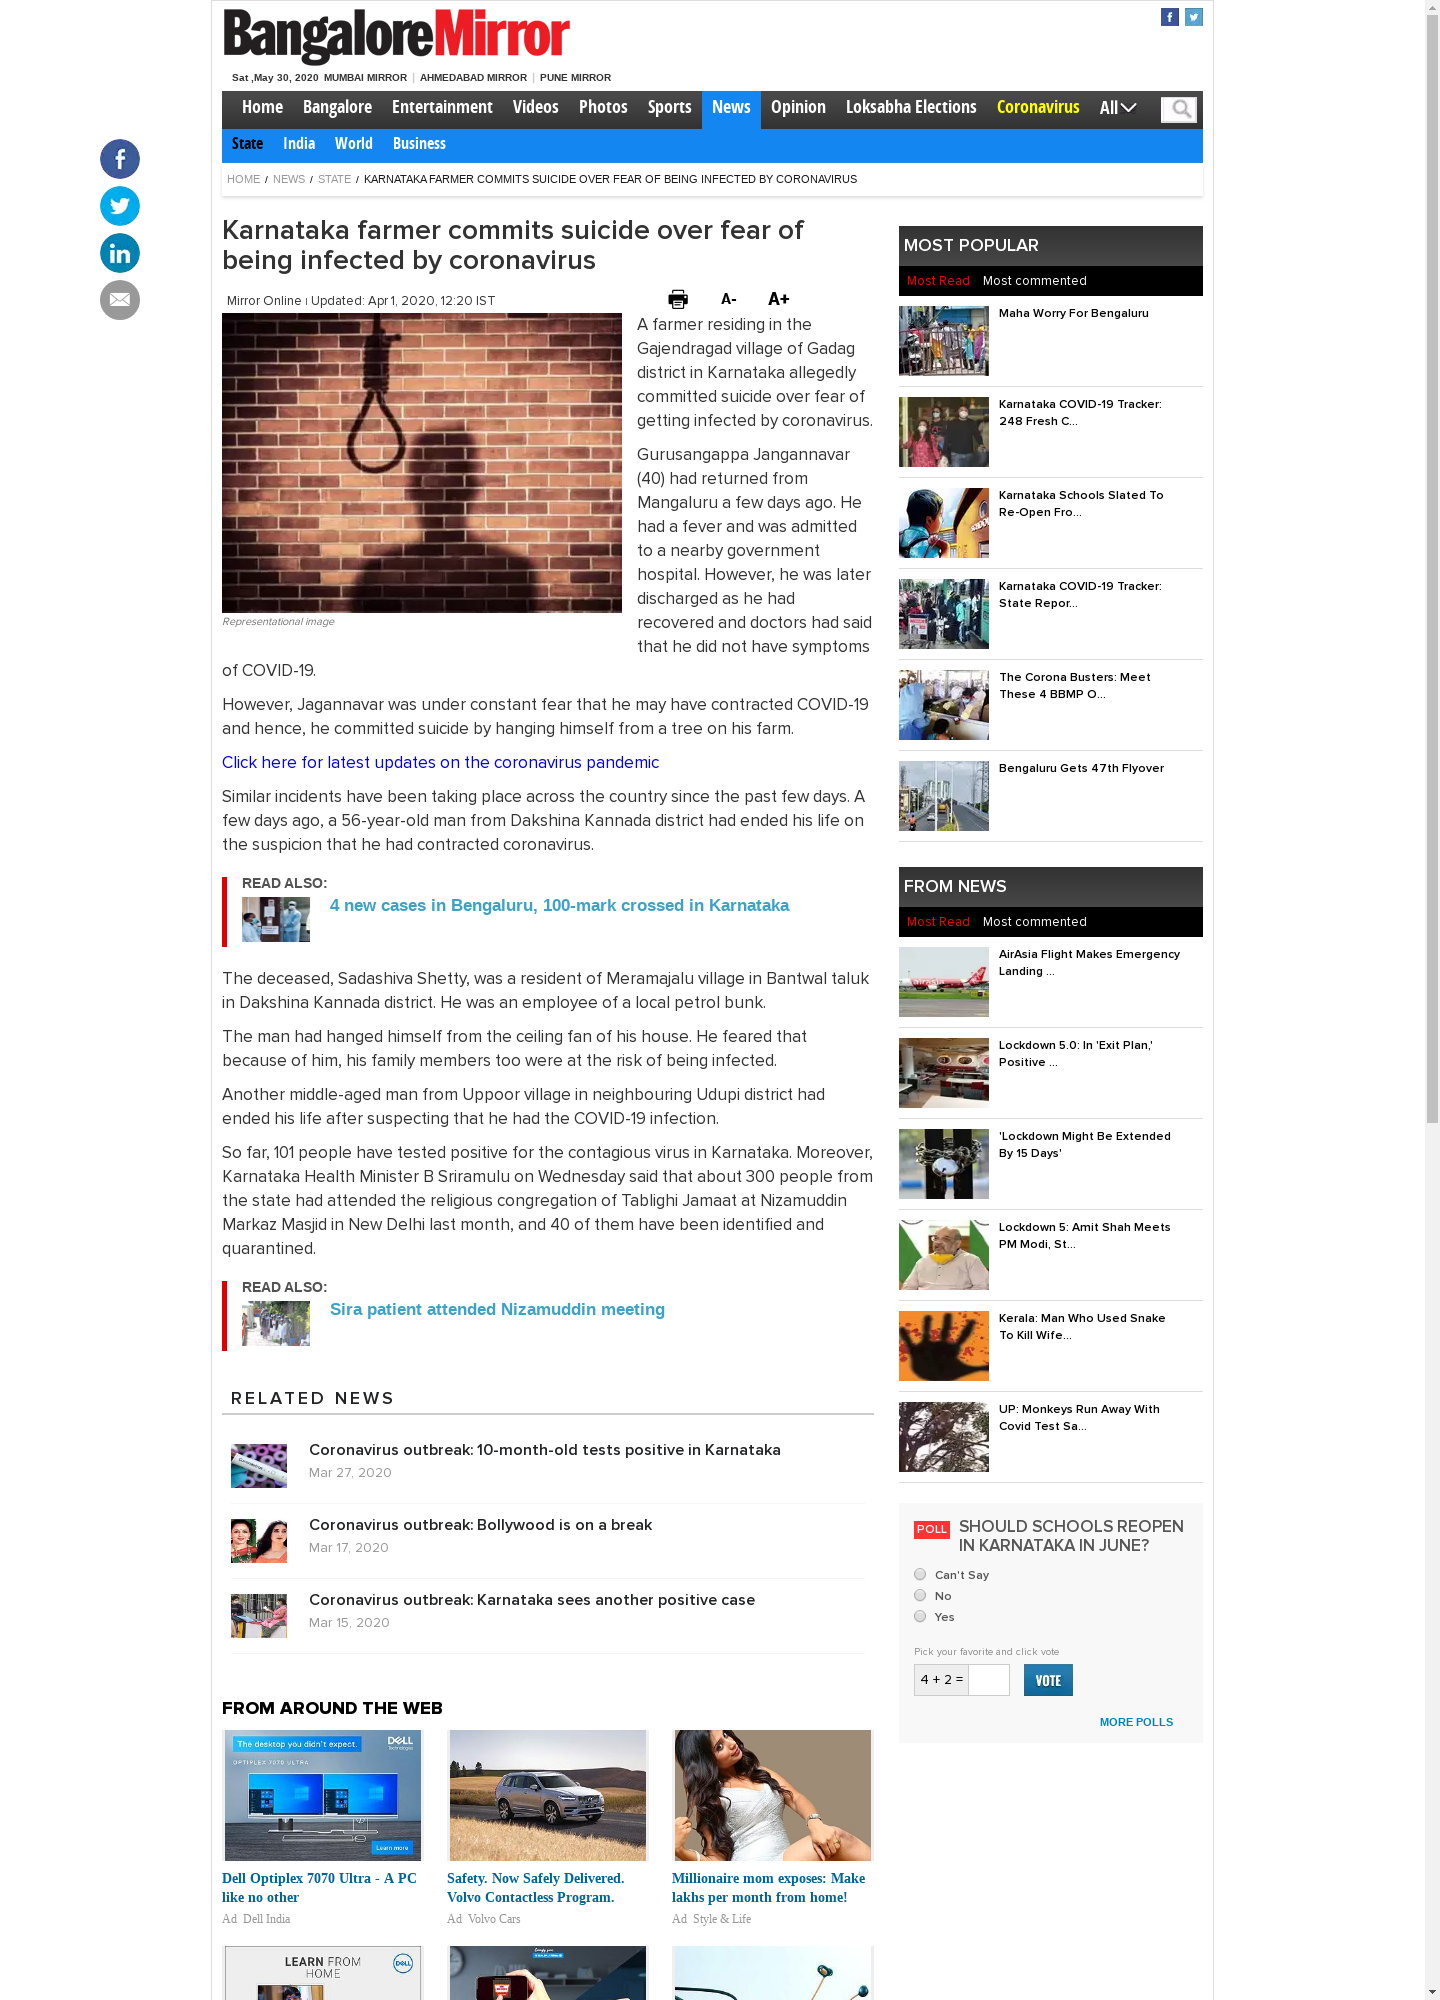 BangaloreMirror
Sat ,May 30, 2020 MUMBAI MIRROR | AHMEDABAD MIRROR | PUNE MIRROR
Home Bangalore Entertainment Videos Photos Sports News Opinion Loksabha Elections Coronavirus All
State India World Business
HOME / NEWS / STATE / KARNATAKA FARMER COMMITS SUICIDE OVER FEAR OF BEING INFECTED BY CORONAVIRUS
Karnataka farmer commits suicide over fear of
being infected by coronavirus
Mirror Online | Updated: Apr 1, 2020, 12:20 IST
A- A+
A farmer residing in the
Gajendragad village of Gadag
district in Karnataka allegedly
committed suicide over fear of
getting infected by coronavirus.
Gurusangappa Jangannavar
(40) had returned from
Mangaluru a few days ago. He
had a fever and was admitted
to a nearby government
hospital. However, he was later
discharged as he had
recovered and doctors had said
that he did not have symptoms
Representational image
of COVID-19.
However, Jagannavar was under constant fear that he may have contracted COVID-19
and hence, he committed suicide by hanging himself from a tree on his farm.
Click here for latest updates on the coronavirus pandemic
Similar incidents have been taking place across the country since the past few days. A
few days ago, a 56-year-old man from Dakshina Kannada district had ended his life on
the suspicion that he had contracted coronavirus.
READ ALSO:
4 new cases in Bengaluru, 100-mark crossed in Karnataka
The deceased, Sadashiva Shetty, was a resident of Meramajalu village in Bantwal taluk
in Dakshina Kannada district. He was an employee of a local petrol bunk.
The man had hanged himself from the ceiling fan of his house. He feared that
because of him, his family members too were at the risk of being infected.
Another middle-aged man from Uppoor village in neighbouring Udupi district had
ended his life after suspecting that he had the COVID-19 infection.
So far, 101 people have tested positive for the contagious virus in Karnataka. Moreover,
Karnataka Health Minister B Sriramulu on Wednesday said that about 300 people from
the state had attended the religious congregation of Tablighi Jamaat at Nizamuddin
Markaz Masjid in New Delhi last month, and 40 of them have been identified and
quarantined.
READ ALSO:
Sira patient attended Nizamuddin meeting
RELATED NEWS
Coronavirus outbreak: 10-month-old tests positive in Karnataka
Mar 27, 2020
Coronavirus outbreak: Bollywood is on a break
Mar 17, 2020
Coronavirus outbreak: Karnataka sees another positive case
Mar 15, 2020
FROM AROUND THE WEB
The desktop you didn't expect.
DELL
Technologies
OPTIPLEX 7070 ULTRA
Learn more
Dell Optiplex 7070 Ultra - A PC
like no other
Ad Dell India
Safety. Now Safely Delivered.
Volvo Contactless Program.
Ad Volvo Cars
Millionaire mom exposes: Make
lakhs per month from home!
Ad Style & Life
LEARN FROM
HOME
DELL
MOST POPULAR
Most Read Most commented
Maha Worry For Bengaluru
Karnataka COVID-19 Tracker:
248 Fresh C...
Karnataka Schools Slated To
Re-Open Fro...
Karnataka COVID-19 Tracker:
State Repor...
The Corona Busters: Meet
These 4 BBMP O...
Bengaluru Gets 47th Flyover
FROM NEWS
Most Read Most commented
AirAsia Flight Makes Emergency
Landing ...
Lockdown 5.0: In 'Exit Plan,'
Positive ...
'Lockdown Might Be Extended
By 15 Days'
Lockdown 5: Amit Shah Meets
PM Modi, St...
Kerala: Man Who Used Snake
To Kill Wife...
UP: Monkeys Run Away With
Covid Test Sa...
POLL SHOULD SCHOOLS REOPEN
IN KARNATAKA IN JUNE?
Can't Say
No
Yes
Pick your favorite and click vote
4 + 2 = VOTE
MORE POLLS